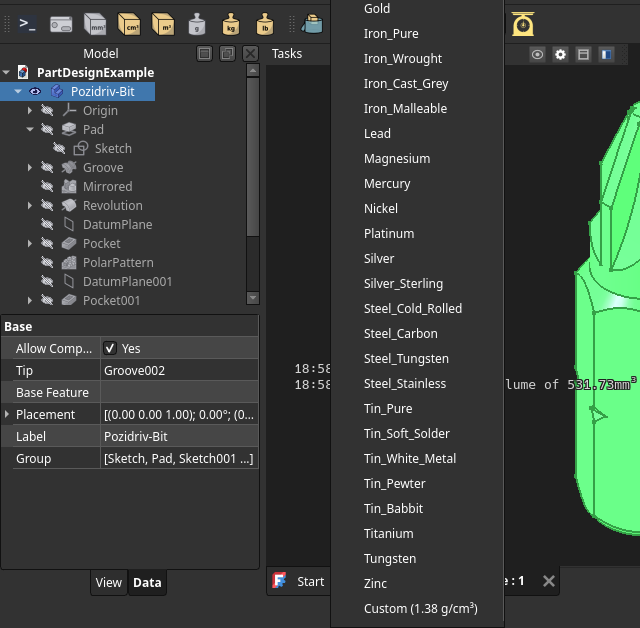 >_
mm³
cm³
m³
g
kg
lb
Model
Tasks
PartDesignExample
Pozidriv-Bit
Origin
Pad
Sketch
Groove
Mirrored
Revolution
DatumPlane
Pocket
PolarPattern
DatumPlane001
Pocket001
Base
Allow Comp... Yes
Tip Groove002
Base Feature
Placement [(0.00 0.00 1.00); 0.00°; (0...
Label Pozidriv-Bit
Group [Sketch, Pad, Sketch001 ...]
View Data
Gold
Iron_Pure
Iron_Wrought
Iron_Cast_Grey
Iron_Malleable
Lead
Magnesium
Mercury
Nickel
Platinum
Silver
Silver_Sterling
Steel_Cold_Rolled
Steel_Carbon
Steel_Tungsten
Steel_Stainless
Tin_Pure
Tin_Soft_Solder
Tin_White_Metal
Tin_Pewter
Tin_Babbit
Titanium
Tungsten
Zinc
Custom (1.38 g/cm³)
18:58
18:58 lume of 531.73mm³
Start e : 1